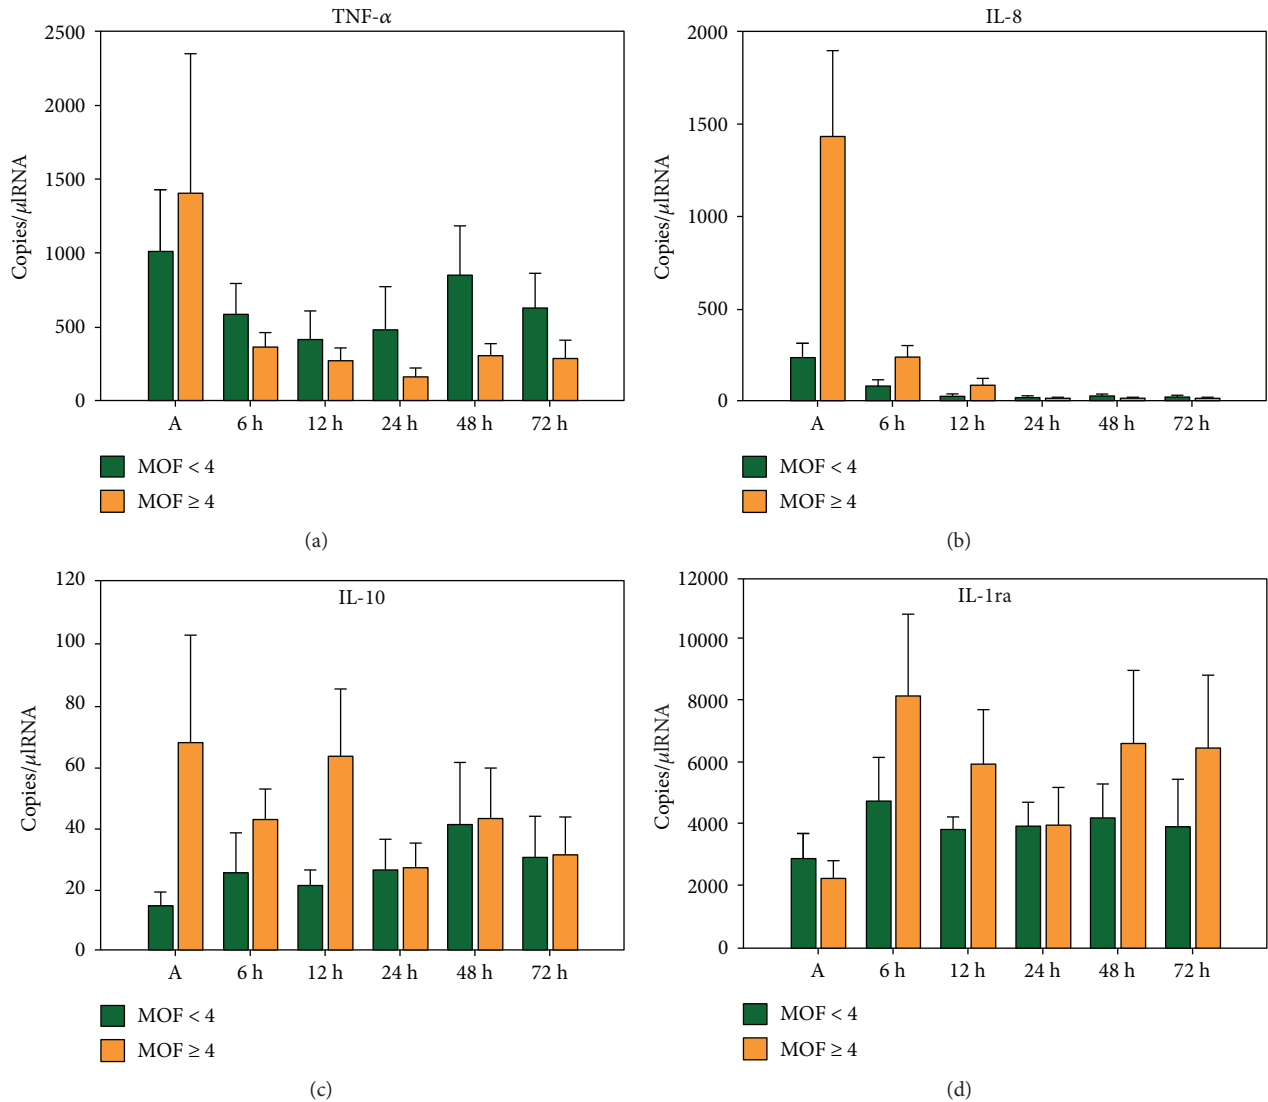 TNF-α
2500
2000
1500
1000
500
0
Copies/μlRNA
A 6 h 12 h 24 h 48 h 72 h
MOF < 4
MOF ≥ 4
(a)
IL-8
2000
1500
1000
500
0
Copies/μlRNA
A 6 h 12 h 24 h 48 h 72 h
MOF < 4
MOF ≥ 4
(b)
IL-10
120
100
80
60
40
20
0
Copies/μlRNA
A 6 h 12 h 24 h 48 h 72 h
MOF < 4
MOF ≥ 4
(c)
IL-1ra
12000
10000
8000
6000
4000
2000
0
Copies/μlRNA
A 6 h 12 h 24 h 48 h 72 h
MOF < 4
MOF ≥ 4
(d)